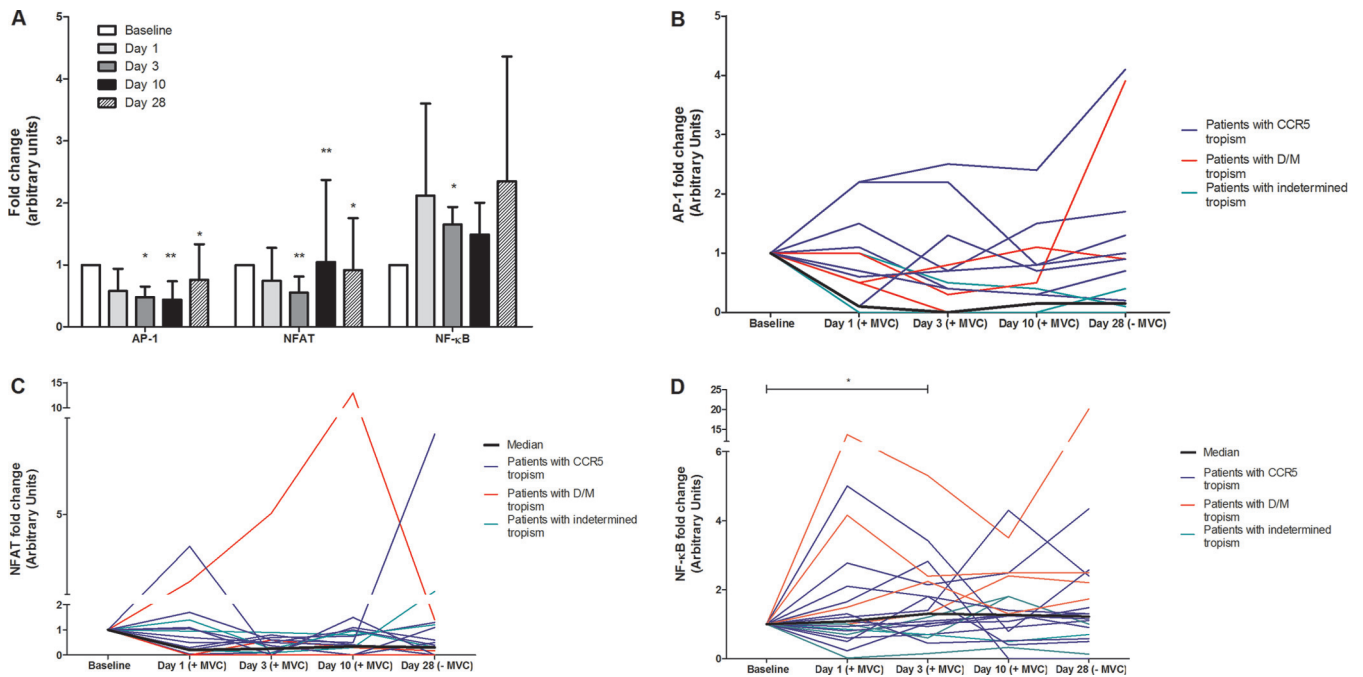 A
Fold change
(arbitrary units)
5
4
3
2
1
0
Baseline
Day 1
Day 3
Day 10
Day 28
* ** *
** ** *
*
AP-1 NFAT NF-κB
B
AP-1 fold change
(Arbitrary Units)
5
4
3
2
1
0
Baseline Day 1 (+ MVC) Day 3 (+ MVC) Day 10 (+ MVC) Day 28 (- MVC)
Patients with CCR5
tropism
Patients with D/M
tropism
Patients with indetermined
tropism
C
NFAT fold change
(Arbitrary Units)
15
10
5
2
1
0
Baseline Day 1 (+ MVC) Day 3 (+ MVC) Day 10 (+ MVC) Day 28 (- MVC)
Median
Patients with CCR5
tropism
Patients with D/M
tropism
Patients with indetermined
tropism
D
NF-κB fold change
(Arbitrary Units)
25
20
15
6
4
2
0
*
Baseline Day 1 (+ MVC) Day 3 (+ MVC) Day 10 (+ MVC) Day 28 (- MVC)
Median
Patients with CCR5
tropism
Patients with D/M
tropism
Patients with indetermined
tropism